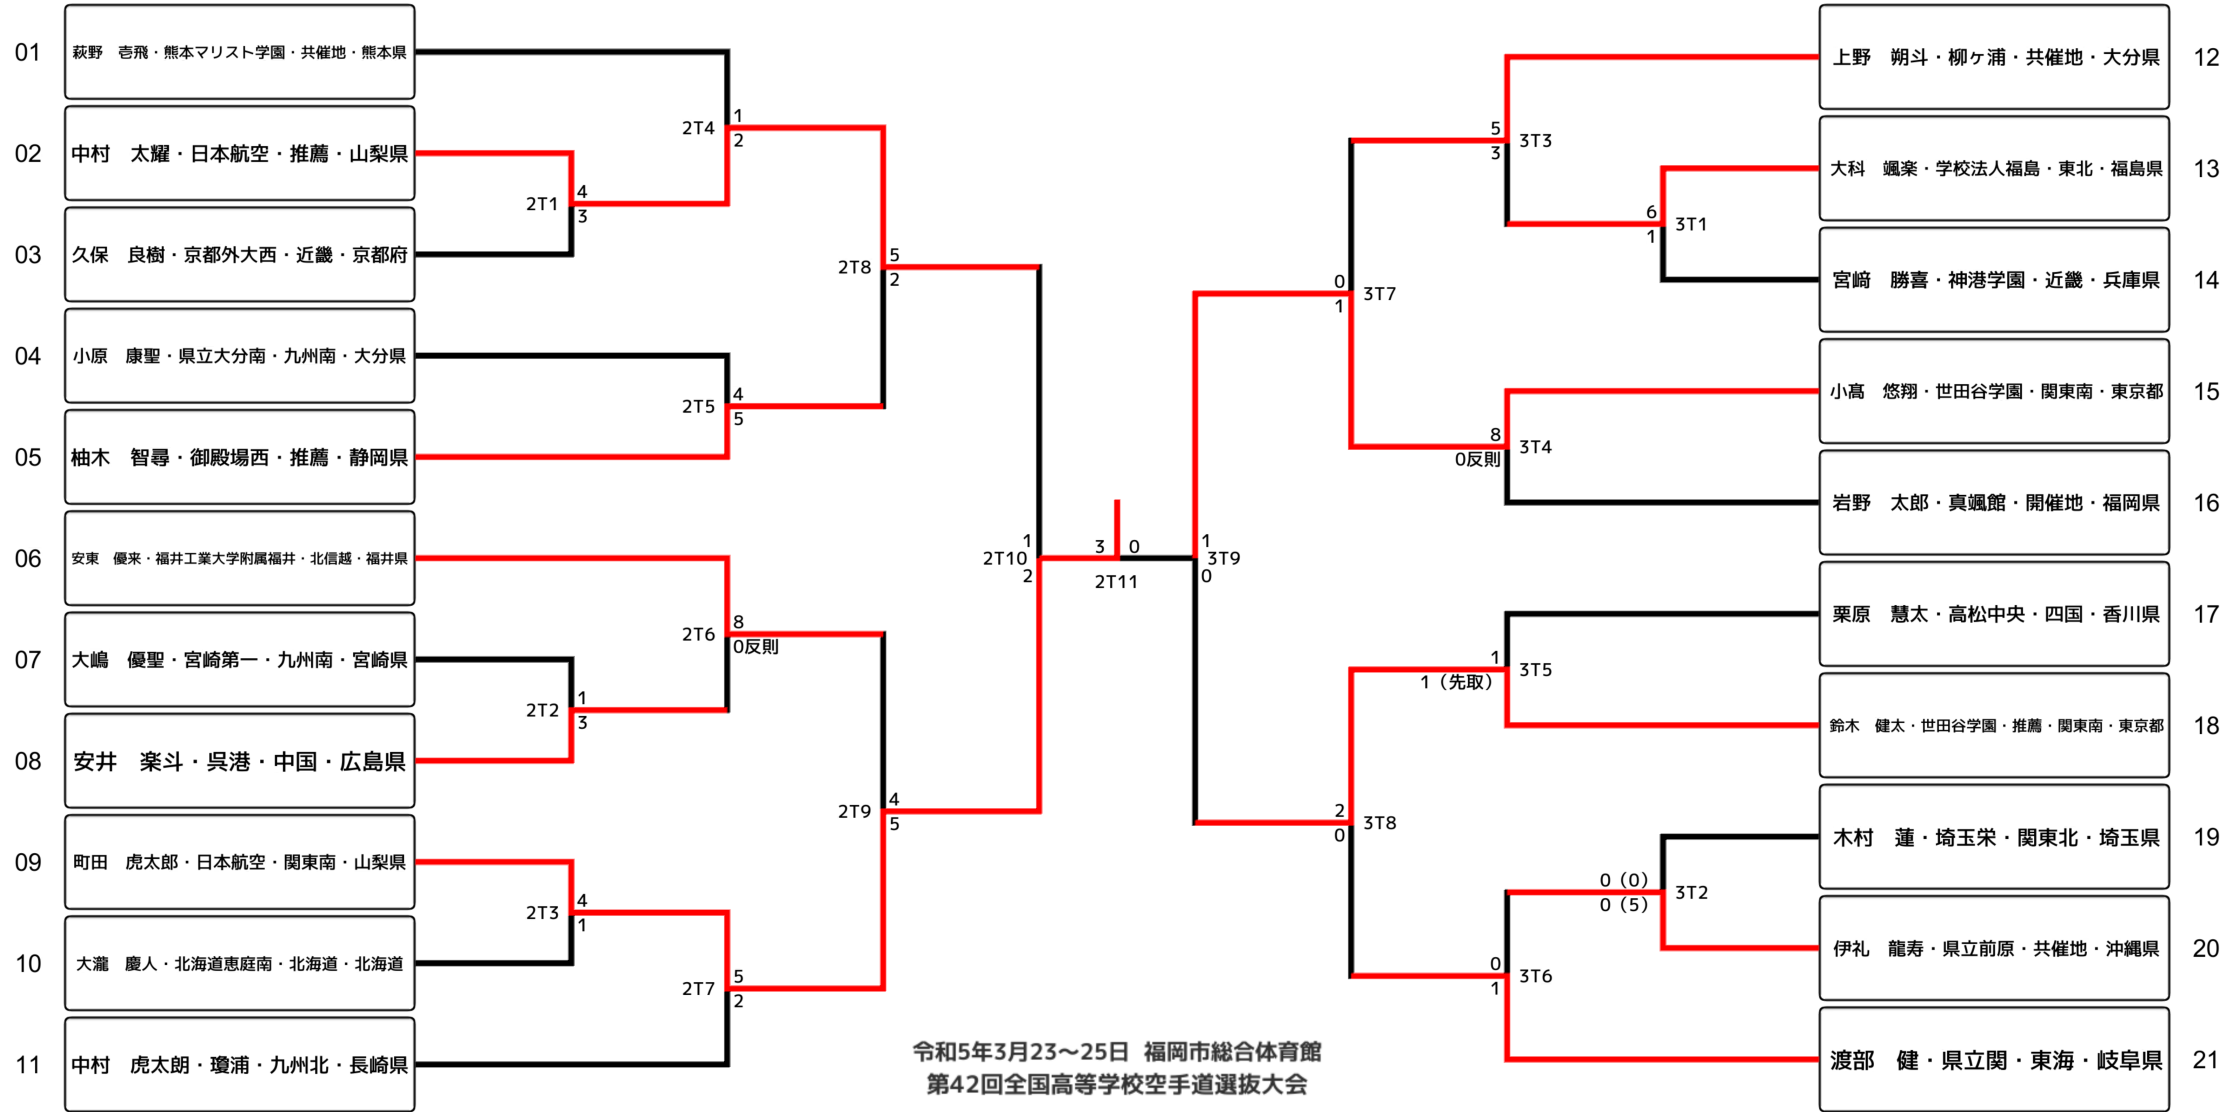 01
萩野 壱飛・熊本マリスト学園・共催地・熊本県
02
中村 太耀・日本航空・推薦・山梨県
03
久保 良樹・京都外大西・近畿・京都府
04
小原 康聖・県立大分南・九州南・大分県
05
柚木 智尋・御殿場西・推薦・静岡県
06
安東 優来・福井工業大学附属福井・北信越・福井県
07
大嶋 優聖・宮崎第一・九州南・宮崎県
08
安井 楽斗・呉港・中国・広島県
09
町田 虎太郎・日本航空・関東南・山梨県
10
大瀧 慶人・北海道恵庭南・北海道・北海道
11
中村 虎太朗・瓊浦・九州北・長崎県
2T1
4
3
2T2
1
3
2T3
4
1
2T4
1
2
2T5
4
5
2T6
8
0反則
2T7
5
2
2T8
5
2
2T9
4
5
2T10
1
2
3
0
2T11
1
3T9
0
0
3T7
1
2
3T8
0
5
3T3
3
8
3T4
0反則
1
3T5
1（先取）
0
3T6
1
6
3T1
1
0（0）
3T2
0（5）
上野 朔斗・柳ヶ浦・共催地・大分県
12
大科 颯楽・学校法人福島・東北・福島県
13
宮﨑 勝喜・神港学園・近畿・兵庫県
14
小髙 悠翔・世田谷学園・関東南・東京都
15
岩野 太郎・真颯館・開催地・福岡県
16
栗原 慧太・高松中央・四国・香川県
17
鈴木 健太・世田谷学園・推薦・関東南・東京都
18
木村 蓮・埼玉栄・関東北・埼玉県
19
伊礼 龍寿・県立前原・共催地・沖縄県
20
渡部 健・県立関・東海・岐阜県
21
令和5年3月23〜25日 福岡市総合体育館
第42回全国高等学校空手道選抜大会